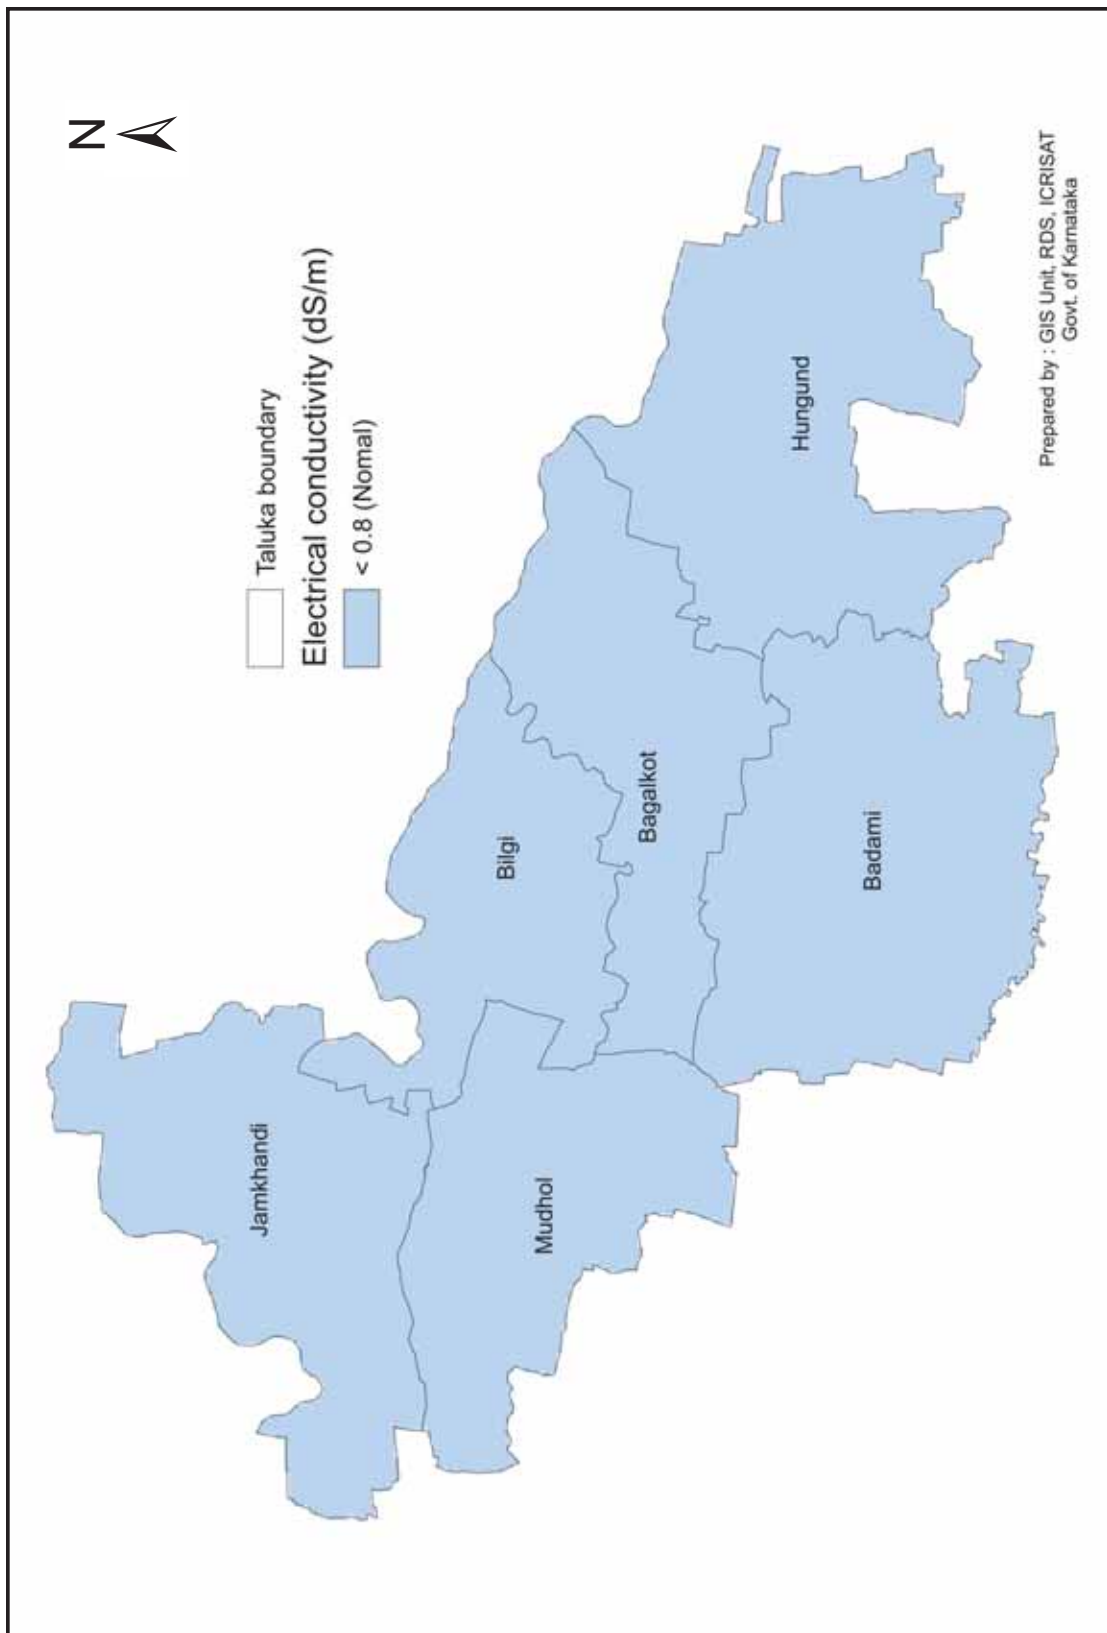 N
Taluka boundary
Electrical conductivity (dS/m)
< 0.8 (Nomal)
Jamkhandi
Mudhol
Bilgi
Bagalkot
Badami
Hungund
Prepared by : GIS Unit, RDS, ICRISAT
Govt. of Karnataka